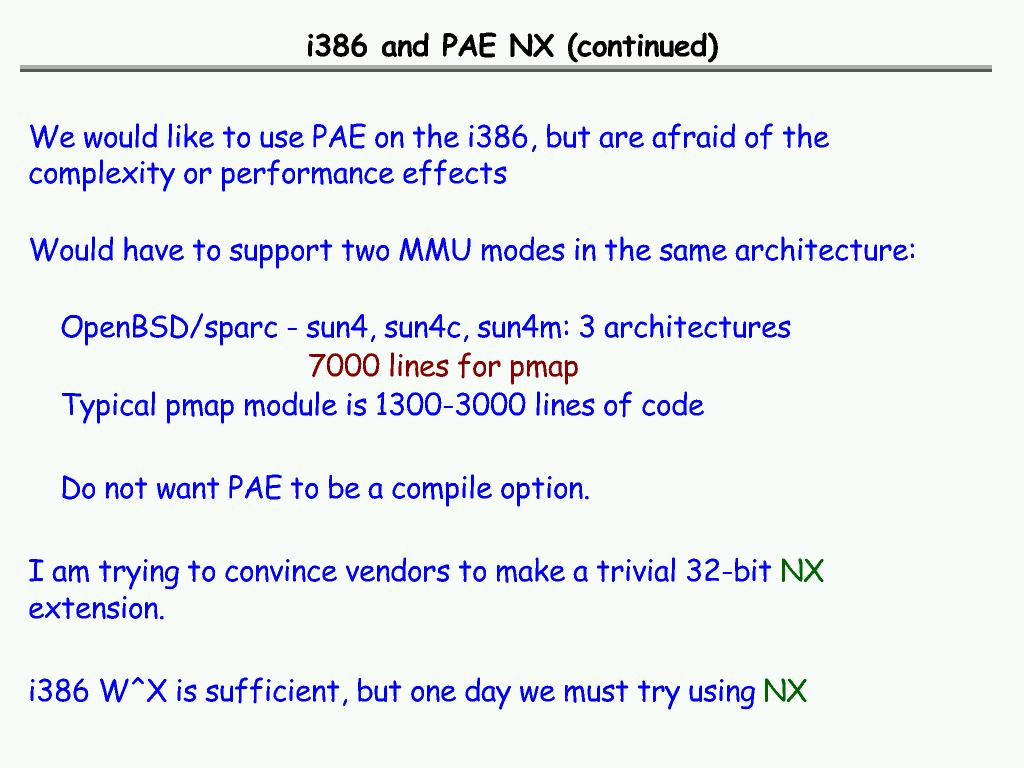 i386 and PAE NX (continued)
We would like to use PAE on the i386, but are afraid of the
complexity or performance effects
Would have to support two MMU modes in the same architecture:
OpenBSD/sparc - sun4, sun4c, sun4m: 3 architectures
7000 lines for pmap
Typical pmap module is 1300-3000 lines of code
Do not want PAE to be a compile option.
I am trying to convince vendors to make a trivial 32-bit NX
extension.
i386 W^X is sufficient, but one day we must try using NX